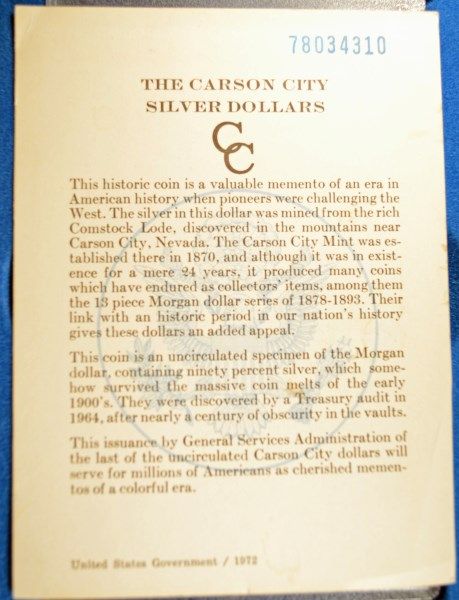 78034310
THE CARSON CITY
SILVER DOLLARS
CC
This historic coin is a valuable memento of an era in
American history when pioneers were challenging the
West. The silver in this dollar was mined from the rich
Comstock Lode, discovered in the mountains near
Carson City, Nevada. The Carson City Mint was es-
tablished there in 1870, and although it was in exist-
ence for a mere 24 years, it produced many coins
which have endured as collectors' items, among them
the 13 piece Morgan dollar series of 1878-1893. Their
link with an historic period in our nation's history
gives these dollars an added appeal.
This coin is an uncirculated specimen of the Morgan
dollar, containing ninety percent silver, which some-
how survived the massive coin melts of the early
1900's. They were discovered by a Treasury audit in
1964, after nearly a century of obscurity in the vaults.
This issuance by General Services Administration of
the last of the uncirculated Carson City dollars will
serve for millions of Americans as cherished memen-
tos of a colorful era.
United States Government / 1972